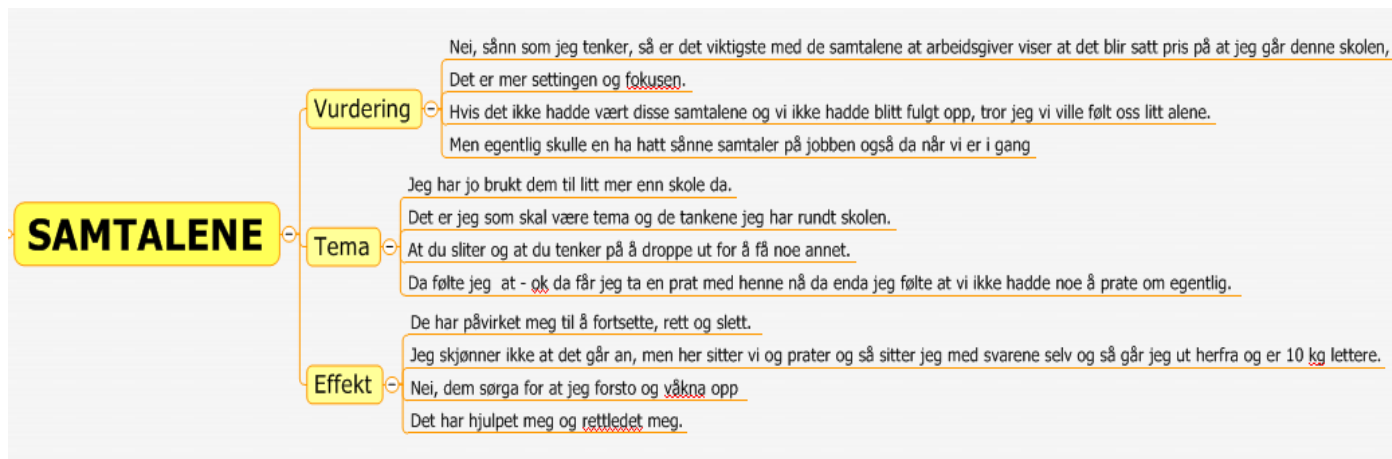 SAMTALENE
Vurdering
Nei, sånn som jeg tenker, så er det viktigste med de samtalene at arbeidsgiver viser at det blir satt pris på at jeg går denne skolen,
Det er mer settingen og fokusen.
Hvis det ikke hadde vært disse samtalene og vi ikke hadde blitt fulgt opp, tror jeg vi ville følt oss litt alene.
Men egentlig skulle en ha hatt sånne samtaler på jobben også da når vi er i gang
Tema
Jeg har jo brukt dem til litt mer enn skole da.
Det er jeg som skal være tema og de tankene jeg har rundt skolen.
At du sliter og at du tenker på å droppe ut for å få noe annet.
Da følte jeg at - ok da får jeg ta en prat med henne nå da enda jeg følte at vi ikke hadde noe å prate om egentlig.
Effekt
De har påvirket meg til å fortsette, rett og slett.
Jeg skjønner ikke at det går an, men her sitter vi og prater og så sitter jeg med svarene selv og så går jeg ut herfra og er 10 kg lettere.
Nei, dem sørga for at jeg forsto og våkna opp
Det har hjulpet meg og rettledet meg.